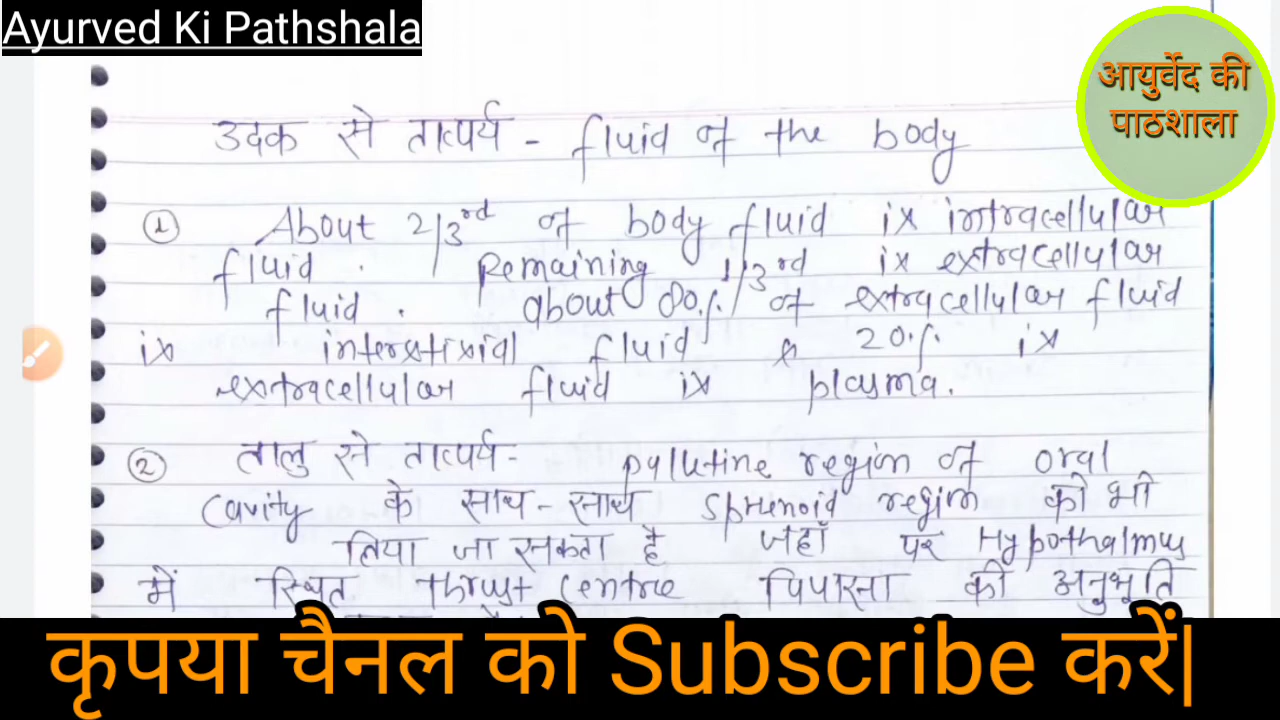 Ayurved Ki Pathshala
आयुर्वेद की
पाठशाला
उदक से तात्पर्य - fluid of the body
① About 2/3rd of body fluid is intracellular
fluid. Remaining 1/3rd is extracellular
fluid. about 80% of extracellular fluid
is interstisial fluid & 20% is
extracellular fluid is plasma.
② तालु से तात्पर्य- palutine region of oral
cavity के साथ-साथ sphenoid region को भी
लिया जा सकता है जहाँ पर Hypothalmus
में स्थित thrust centre पिपासा की अनुभूति
कृपया चैनल को Subscribe करें|